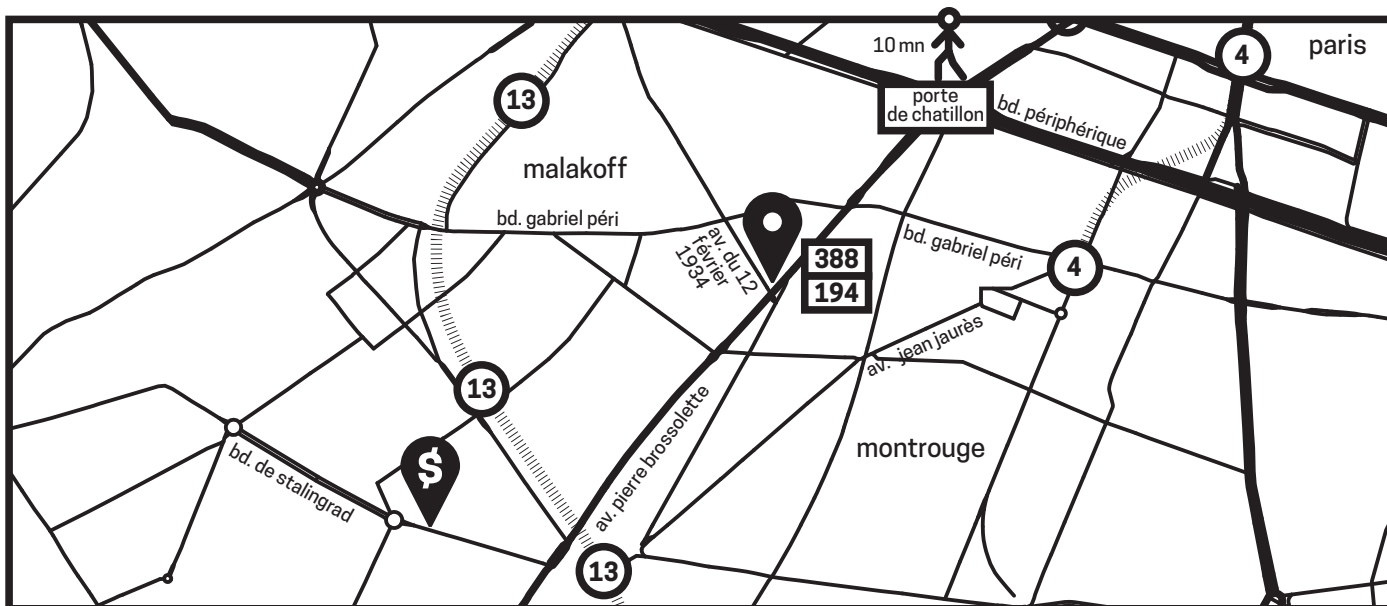 10 mn
4
paris
13
porte
de chatillon
bd. périphérique
malakoff
bd. gabriel péri
av. du 12
février
1934
388
194
bd. gabriel péri
4
av. jean jaurès
13
av. pierre brossolette
montrouge
$
bd. de stalingrad
13